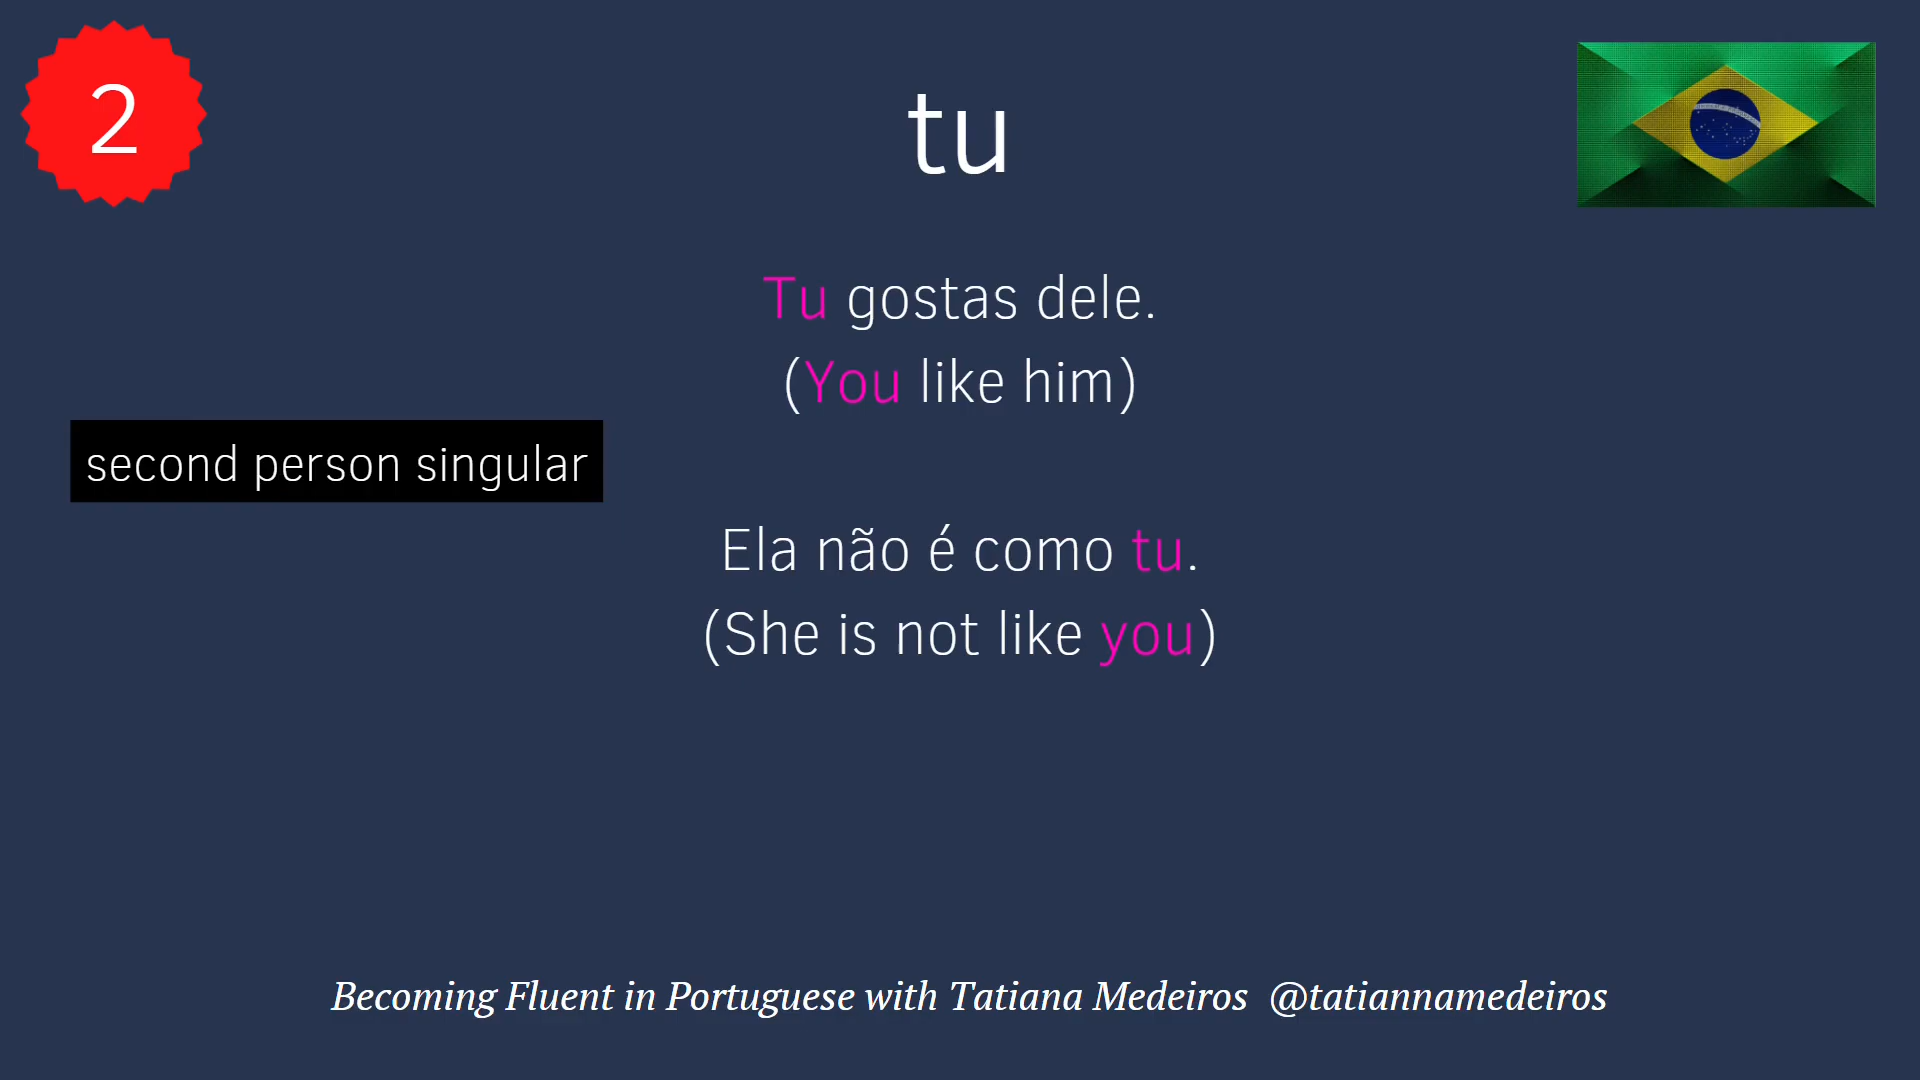 2
tu
Tu gostas dele.
(You like him)
second person singular
Ela não é como tu.
(She is not like you)
Becoming Fluent in Portuguese with Tatiana Medeiros @tatiannamedeiros